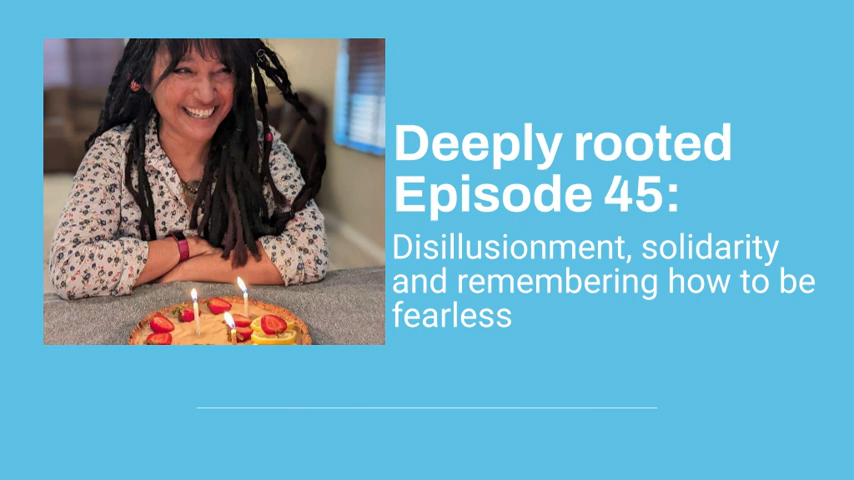 Deeply rooted
Episode 45:
Disillusionment, solidarity
and remembering how to be
fearless